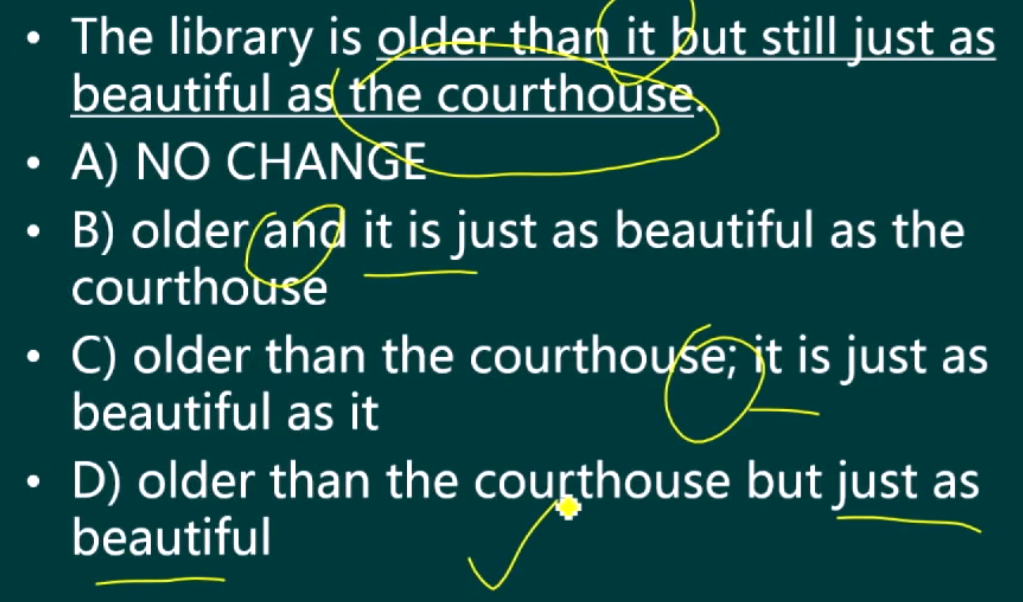 • The library is older than it but still just as
beautiful as the courthouse.
• A) NO CHANGE
• B) older and it is just as beautiful as the
courthouse
• C) older than the courthouse; it is just as
beautiful as it
• D) older than the courthouse but just as
beautiful